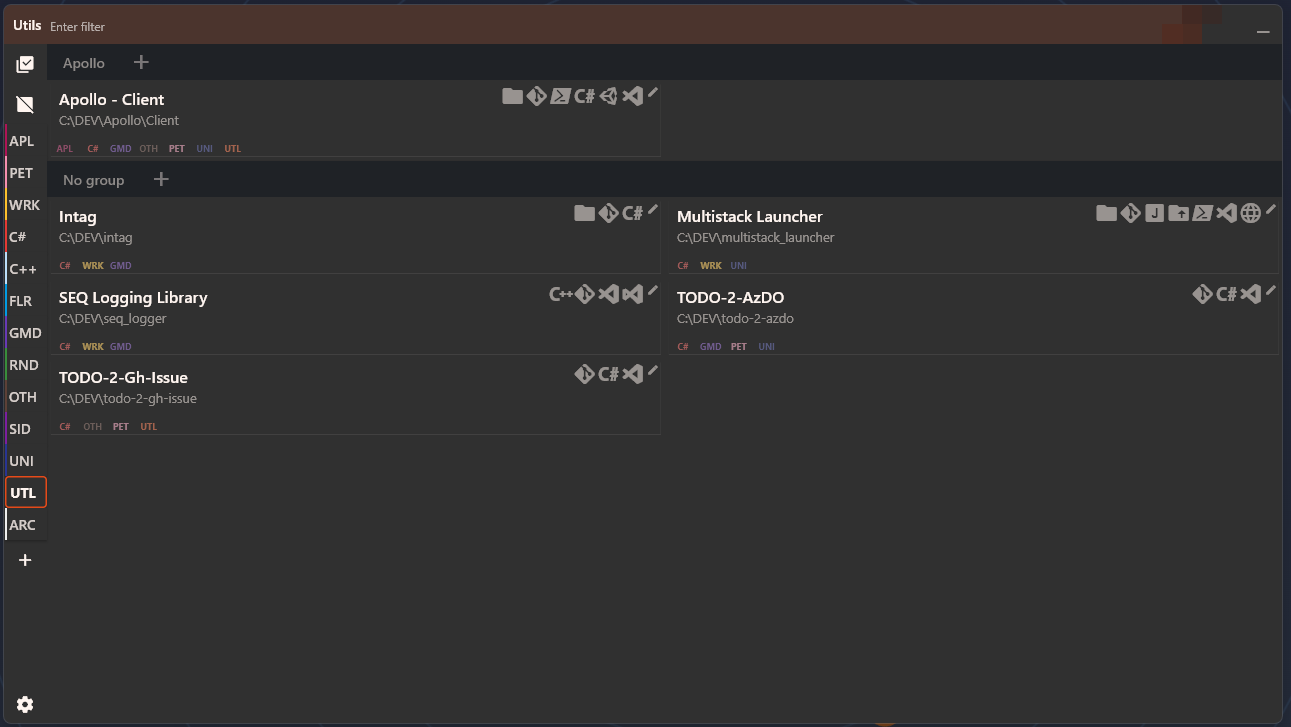 Utils Enter filter
Apollo
Apollo - Client C#
C:\DEV\Apollo\Client
APL C# GMD OTH PET UNI UTL
No group
Intag C#
C:\DEV\intag
C# WRK GMD
Multistack Launcher J
C:\DEV\multistack_launcher
C# WRK UNI
SEQ Logging Library C++
C:\DEV\seq_logger
C# WRK GMD
TODO-2-AzDO C#
C:\DEV\todo-2-azdo
C# GMD PET UNI
TODO-2-Gh-Issue C#
C:\DEV\todo-2-gh-issue
C# OTH PET UTL
APL
PET
WRK
C#
C++
FLR
GMD
RND
OTH
SID
UNI
UTL
ARC